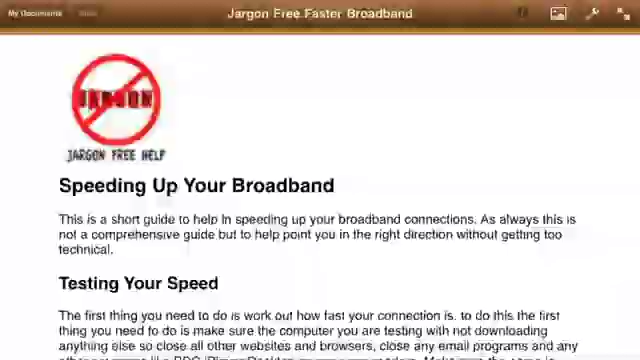 My Documents
Jargon Free Faster Broadband
JARGON
JARGON FREE HELP
Speeding Up Your Broadband
This is a short guide to help in speeding up your broadband connections. As always this is
not a comprehensive guide but to help point you in the right direction without getting too
technical.
Testing Your Speed
The first thing you need to do is work out how fast your connection is. to do this the first
thing you need to do is make sure the computer you are testing with not downloading
anything else so close all other websites and browsers, close any email programs and any